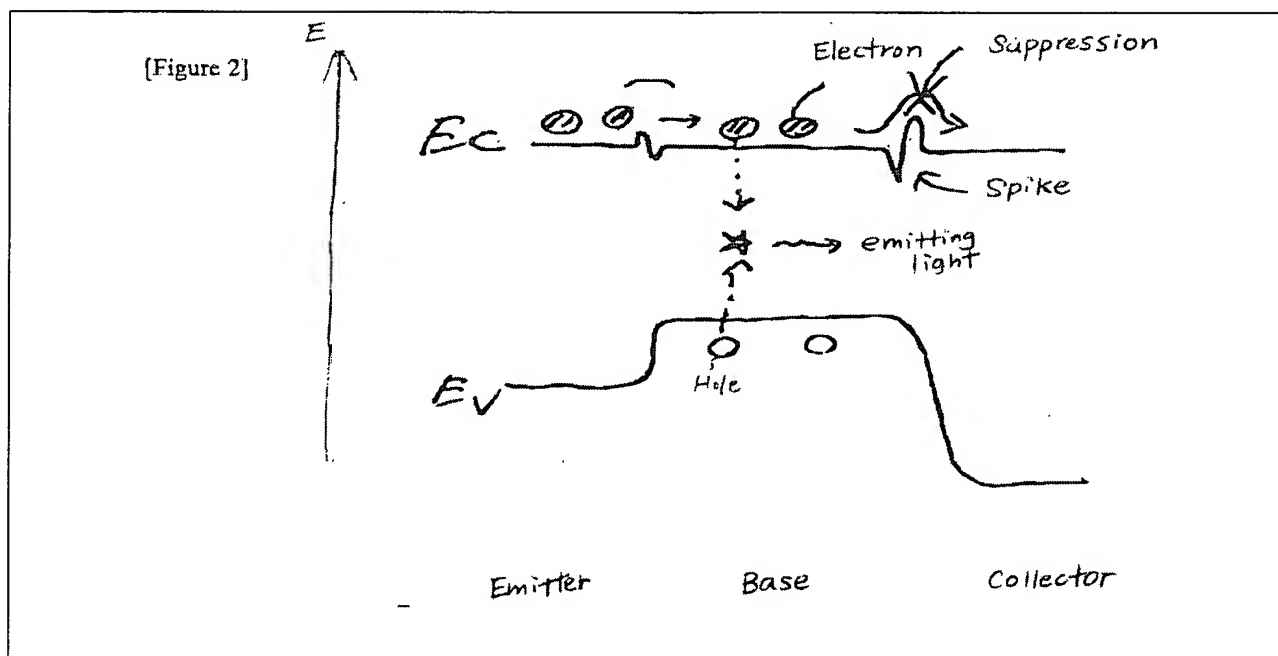 E
[Figure 2]
Electron
Suppression
Ec
Spike
emitting
light
Hole
Ev
Emitter
Base
Collector